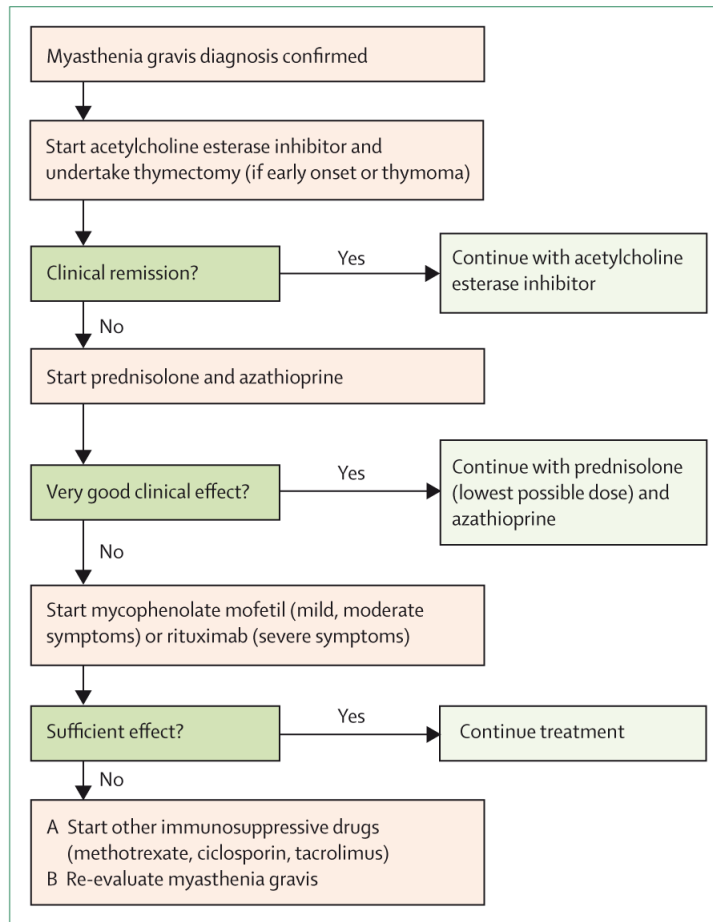 Myasthenia gravis diagnosis confirmed
Start acetylcholine esterase inhibitor and
undertake thymectomy (if early onset or thymoma)
Clinical remission?
Yes
Continue with acetylcholine
esterase inhibitor
No
Start prednisolone and azathioprine
Very good clinical effect?
Yes
Continue with prednisolone
(lowest possible dose) and
azathioprine
No
Start mycophenolate mofetil (mild, moderate
symptoms) or rituximab (severe symptoms)
Sufficient effect?
Yes
Continue treatment
No
A Start other immunosuppressive drugs
(methotrexate, ciclosporin, tacrolimus)
B Re-evaluate myasthenia gravis